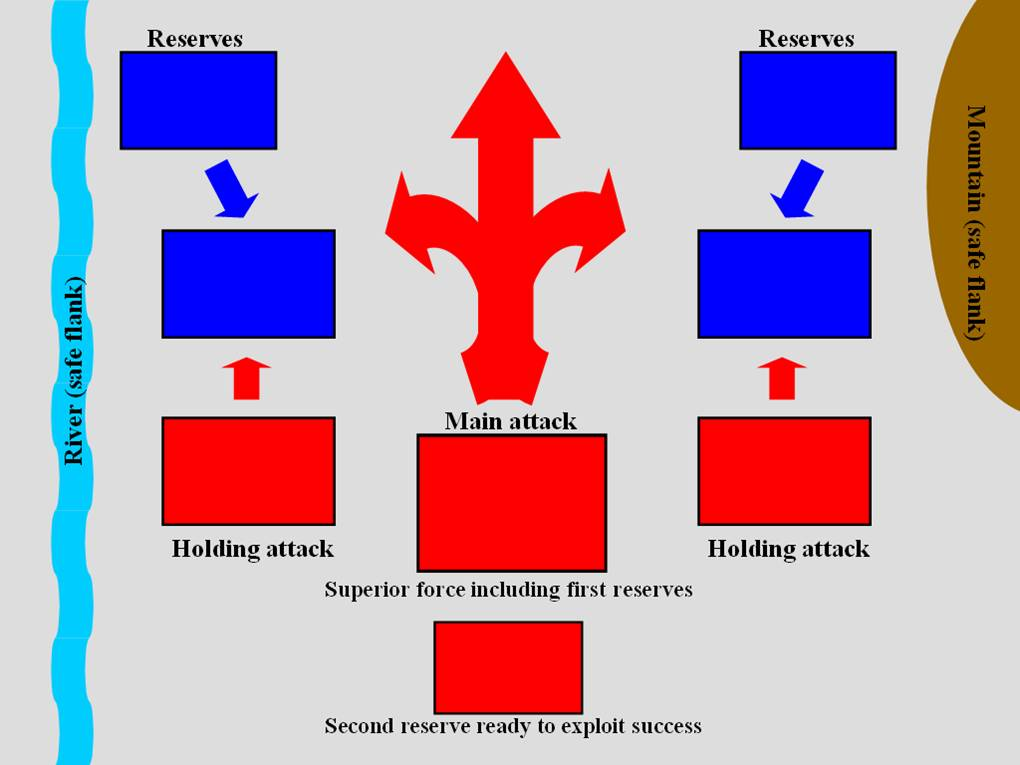 Reserves
Reserves
Mountain (safe flank)
River (safe flank)
Main attack
Holding attack
Holding attack
Superior force including first reserves
Second reserve ready to exploit success